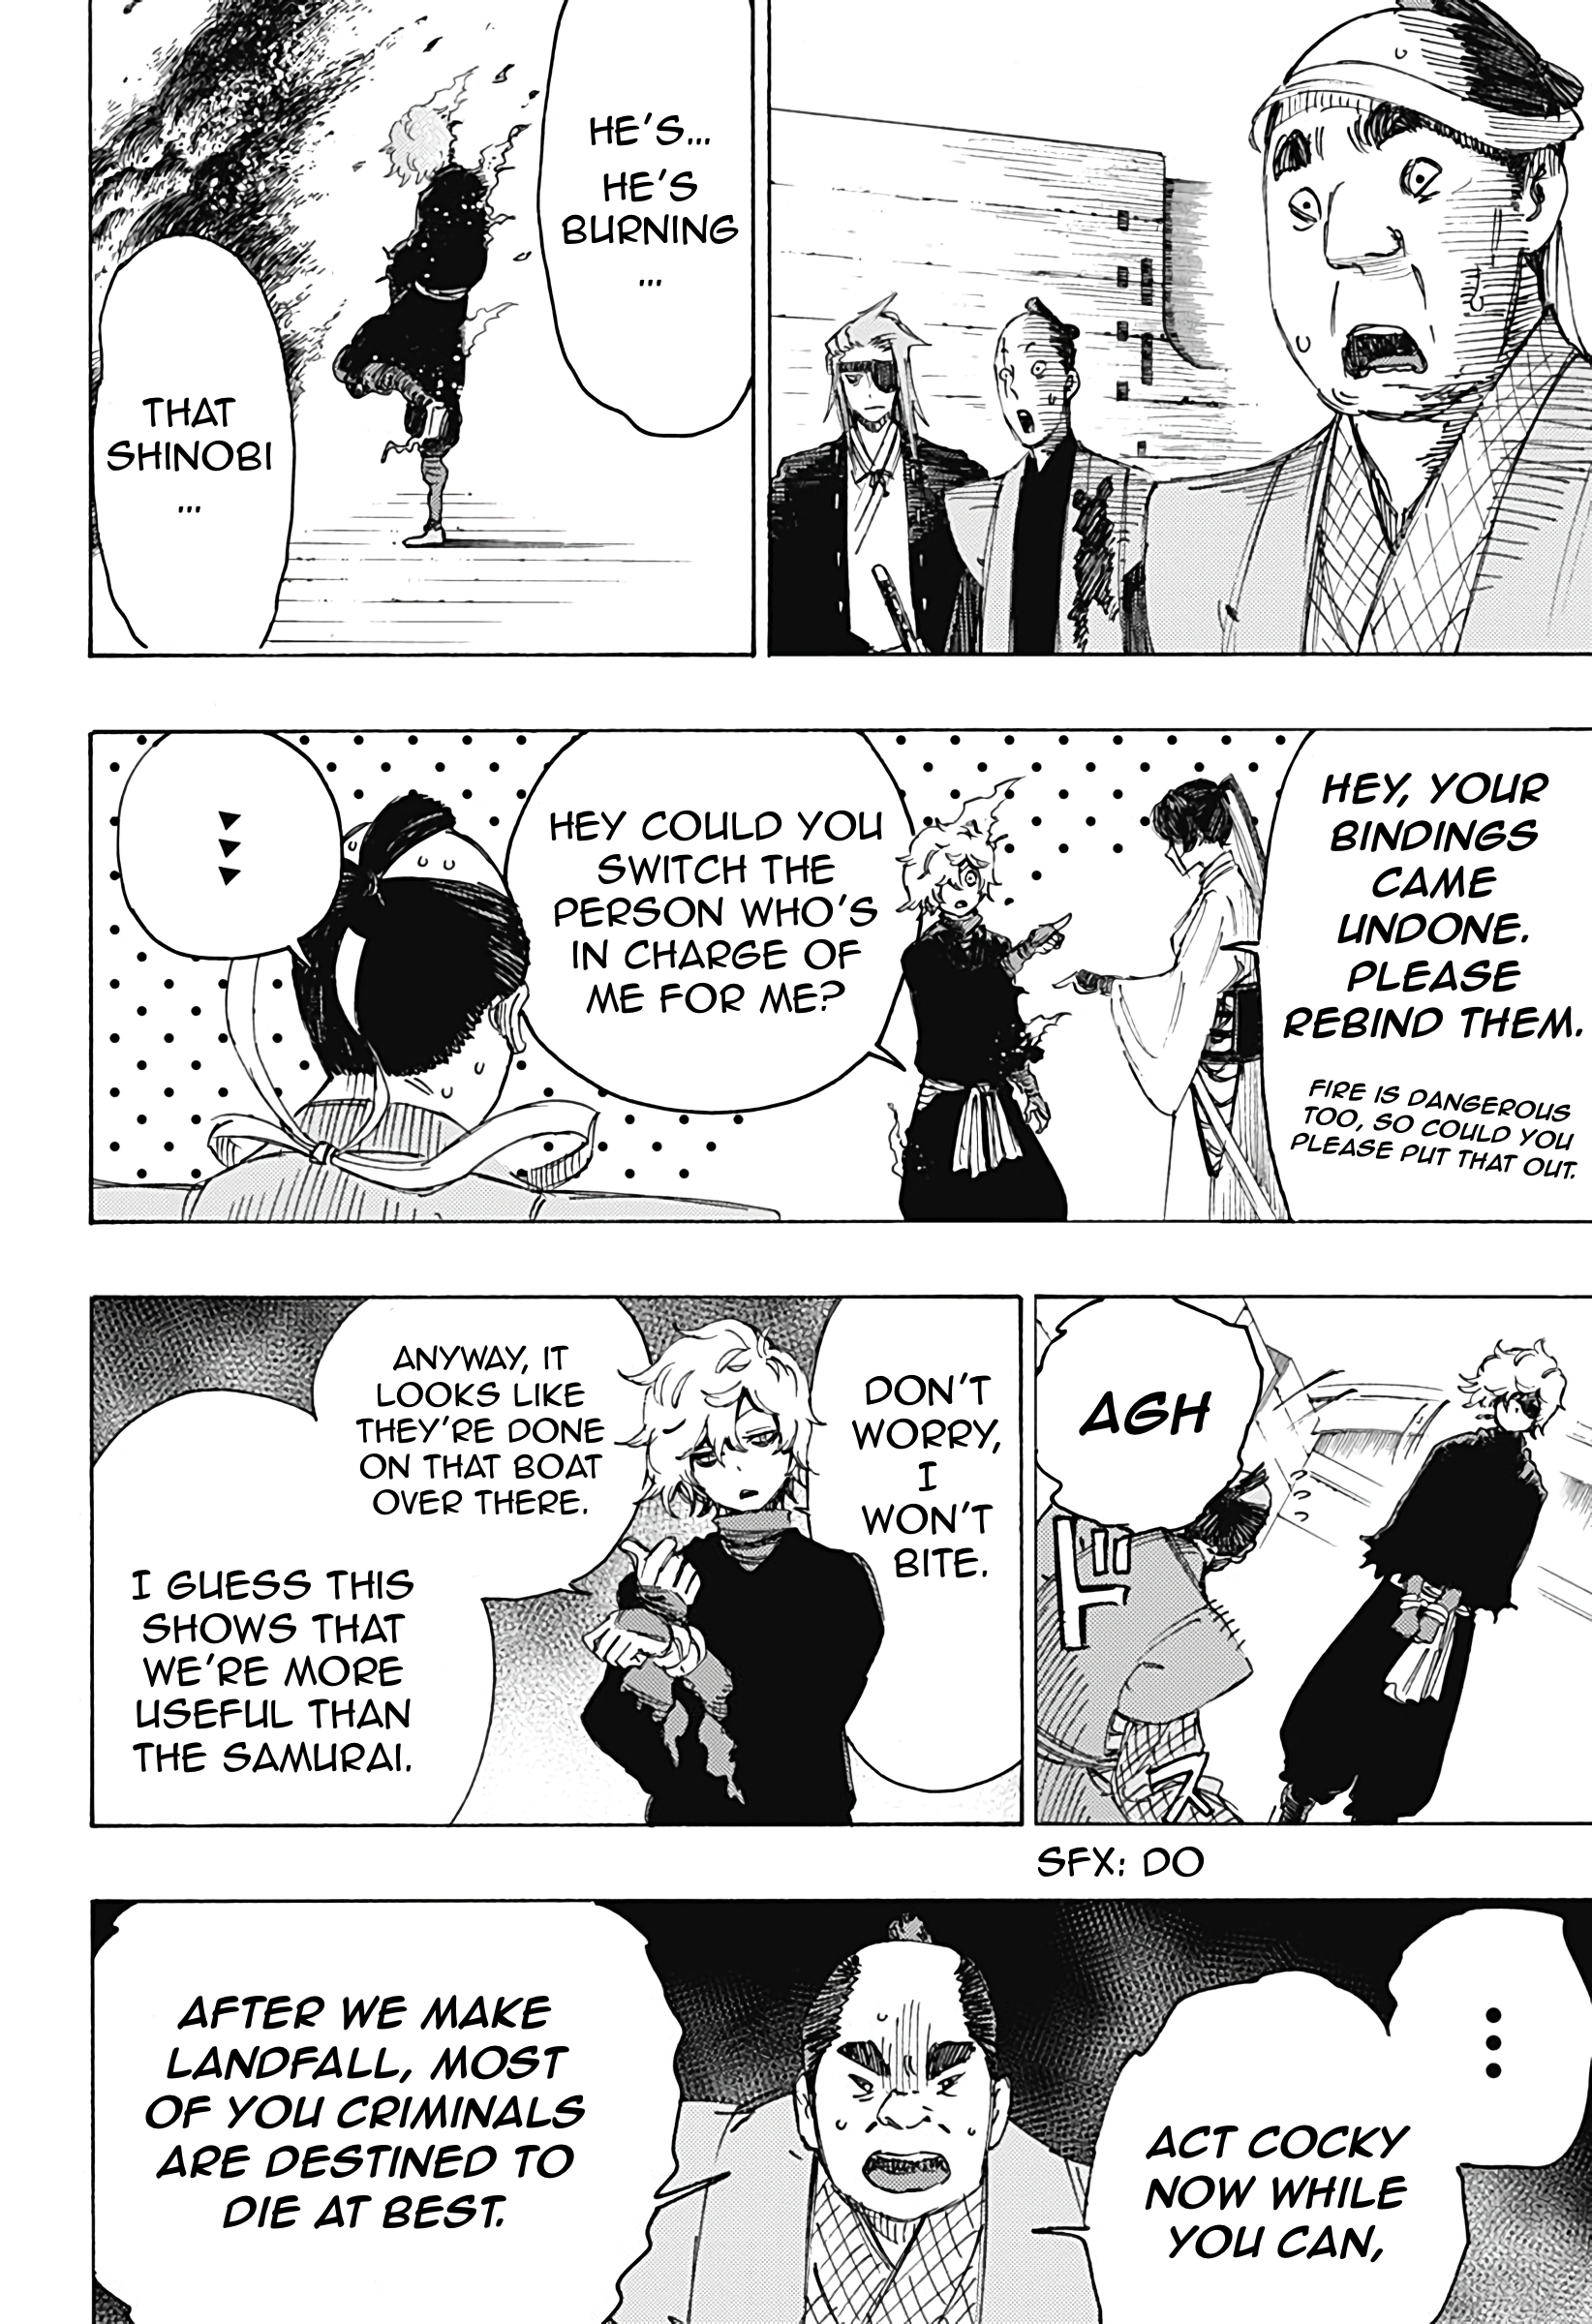 HE'S...
HE'S
BURNING
...
THAT
SHINOBI
...
HEY, YOUR
BINDINGS
CAME
UNDONE.
PLEASE
REBIND THEM.
FIRE IS DANGEROUS
TOO, SO COULD YOU
PLEASE PUT THAT OUT.
HEY COULD YOU
SWITCH THE
PERSON WHO'S
IN CHARGE OF
ME FOR ME?
AGH
ドス
SFX: DO
DON'T
WORRY,
I
WON'T
BITE.
ANYWAY, IT
LOOKS LIKE
THEY'RE DONE
ON THAT BOAT
OVER THERE.
I GUESS THIS
SHOWS THAT
WE'RE MORE
USEFUL THAN
THE SAMURAI.
...
ACT COCKY
NOW WHILE
YOU CAN,
AFTER WE MAKE
LANDFALL, MOST
OF YOU CRIMINALS
ARE DESTINED TO
DIE AT BEST.